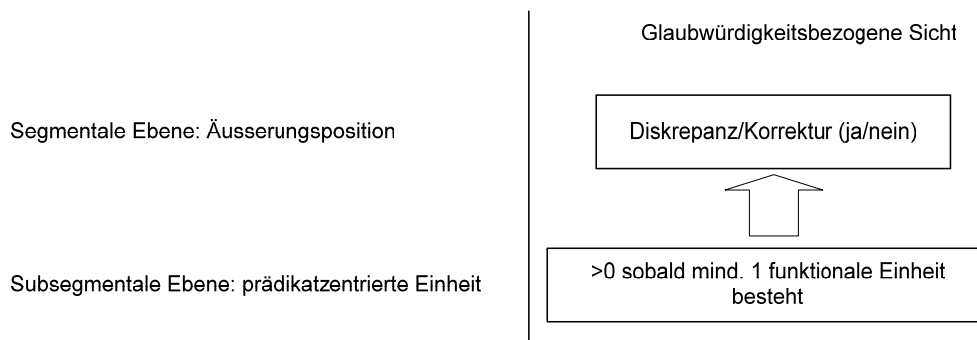 Glaubwürdigkeitsbezogene Sicht
Segmentale Ebene: Äusserungsposition
Diskrepanz/Korrektur (ja/nein)
Subsegmentale Ebene: prädikatzentrierte Einheit
>0 sobald mind. 1 funktionale Einheit
besteht